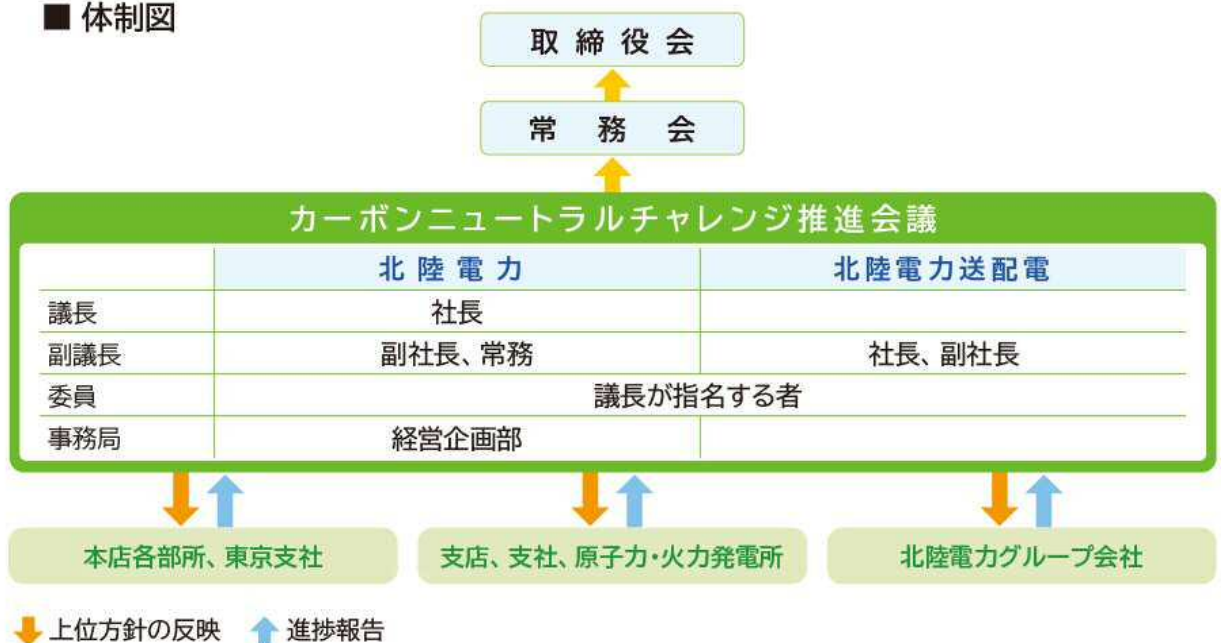 ■ 体制図
取締役会
常務会
カーボンニュートラルチャレンジ推進会議
北陸電力 北陸電力送配電
議長 社長
副議長 副社長、常務 社長、副社長
委員 議長が指名する者
事務局 経営企画部
本店各部所、東京支社 支店、支社、原子力・火力発電所 北陸電力グループ会社
上位方針の反映 進捗報告